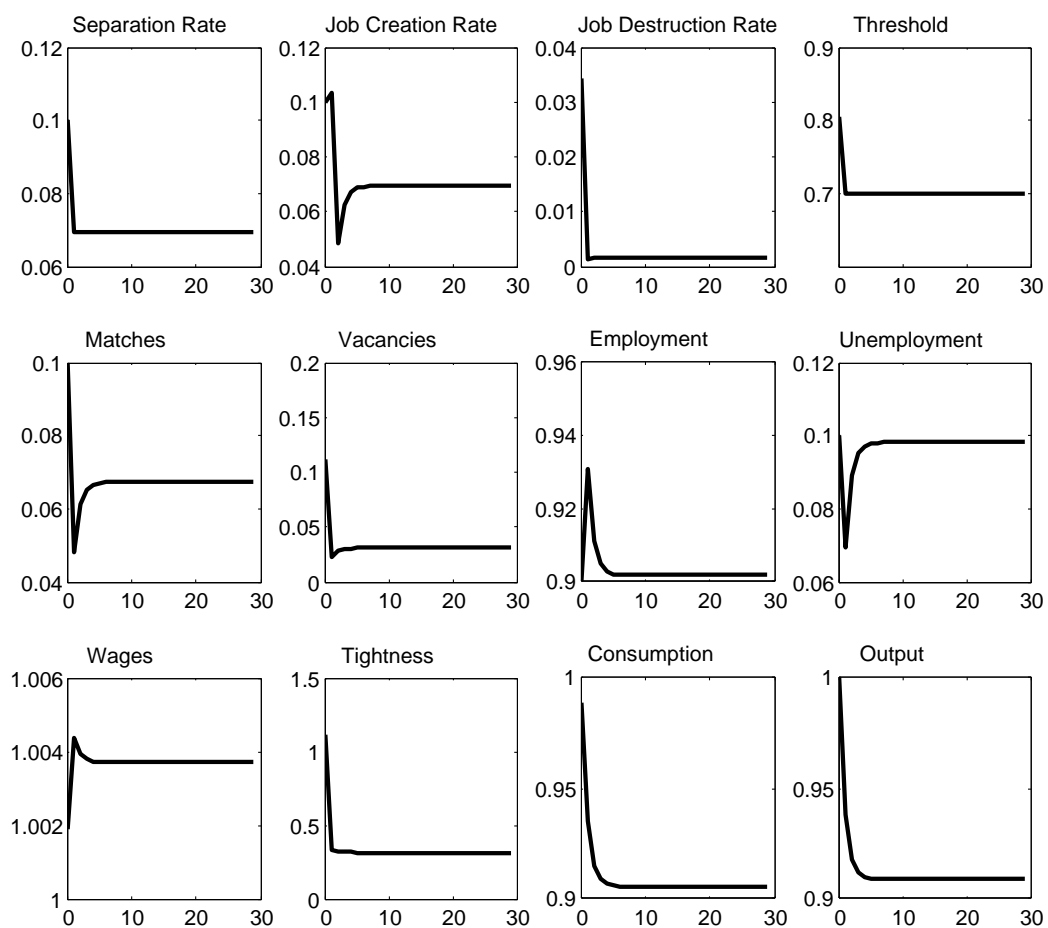 Separation Rate
0.12
0.1
0.08
0.06
0 10 20 30
Job Creation Rate
0.12
0.1
0.08
0.06
0.04
0 10 20 30
Job Destruction Rate
0.04
0.03
0.02
0.01
0
0 10 20 30
Threshold
0.9
0.8
0.7
0 10 20 30
Matches
0.1
0.08
0.06
0.04
0 10 20 30
Vacancies
0.2
0.15
0.1
0.05
0
0 10 20 30
Employment
0.96
0.94
0.92
0.9
0 10 20 30
Unemployment
0.12
0.1
0.08
0.06
0 10 20 30
Wages
1.006
1.004
1.002
1
0 10 20 30
Tightness
1.5
1
0.5
0
0 10 20 30
Consumption
1
0.95
0.9
0 10 20 30
Output
1
0.95
0.9
0 10 20 30